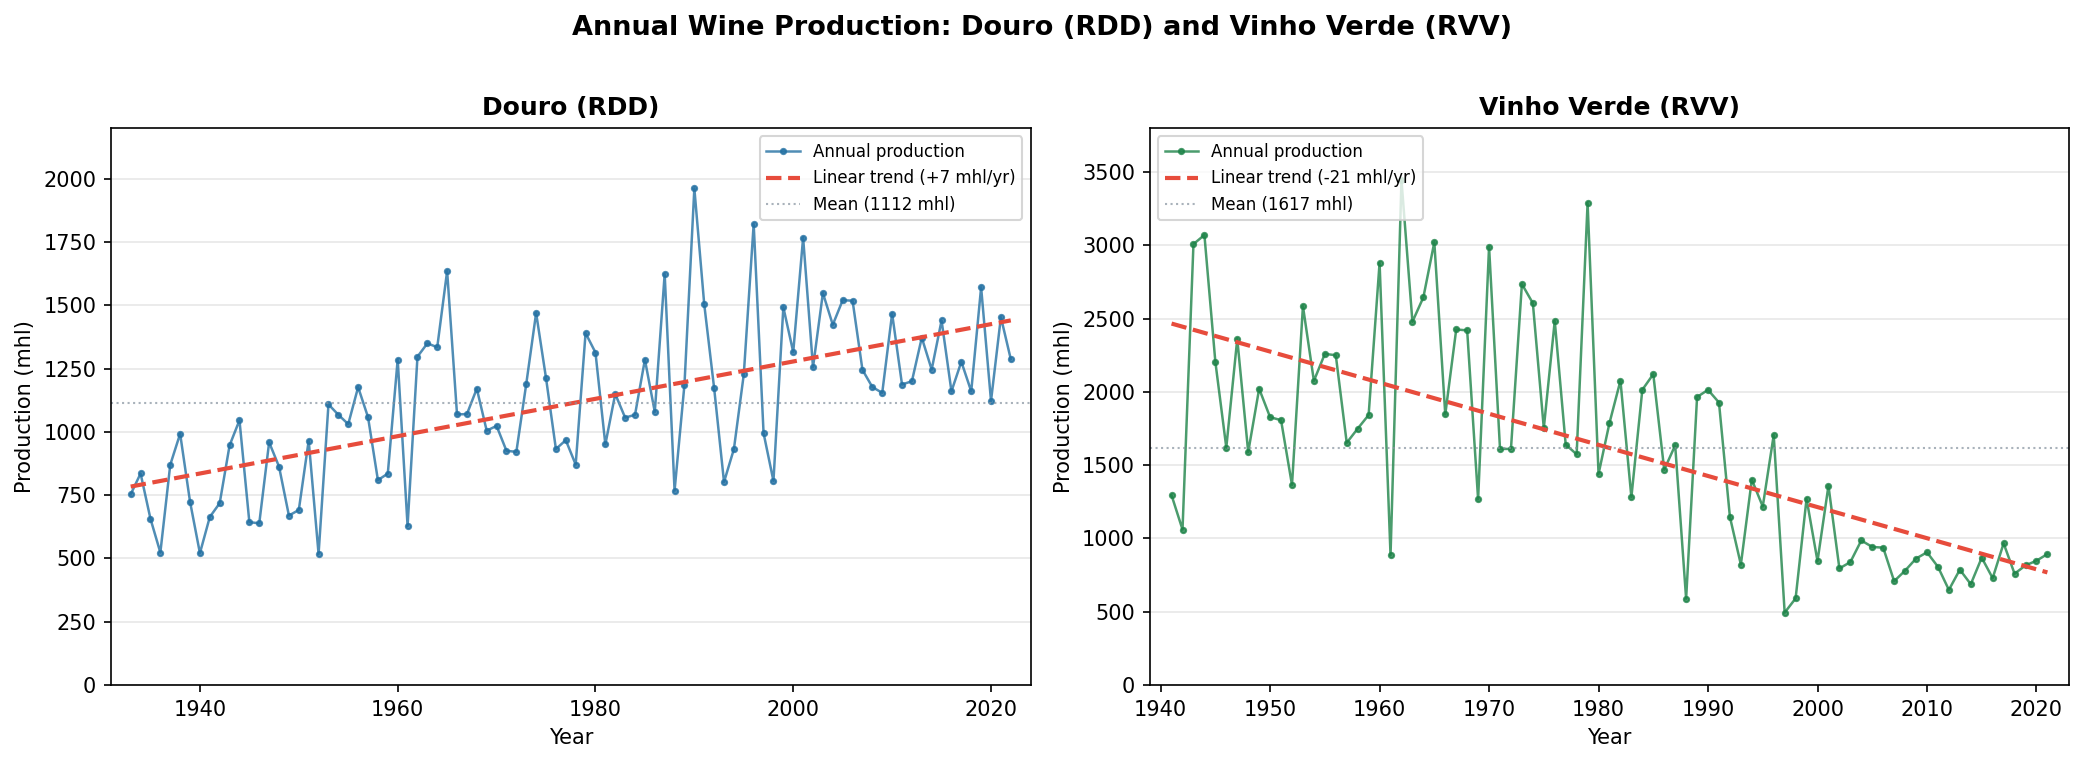 Annual Wine Production: Douro (RDD) and Vinho Verde (RVV)
Douro (RDD)
Annual production
Linear trend (+7 mhl/yr)
Mean (1112 mhl)
Production (mhl)
2000
1750
1500
1250
1000
750
500
250
0
1940 1960 1980 2000 2020
Year
Vinho Verde (RVV)
Annual production
Linear trend (-21 mhl/yr)
Mean (1617 mhl)
Production (mhl)
3500
3000
2500
2000
1500
1000
500
0
1940 1950 1960 1970 1980 1990 2000 2010 2020
Year